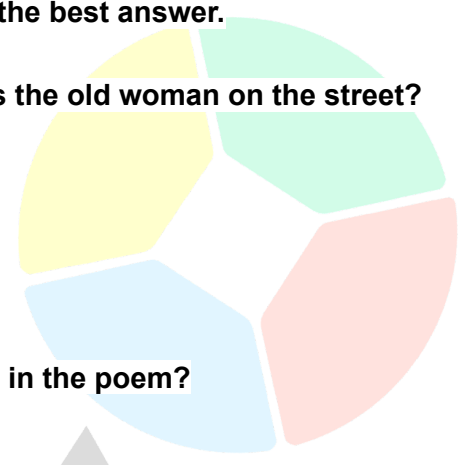 the best answer.
s the old woman on the street?
in the poem?